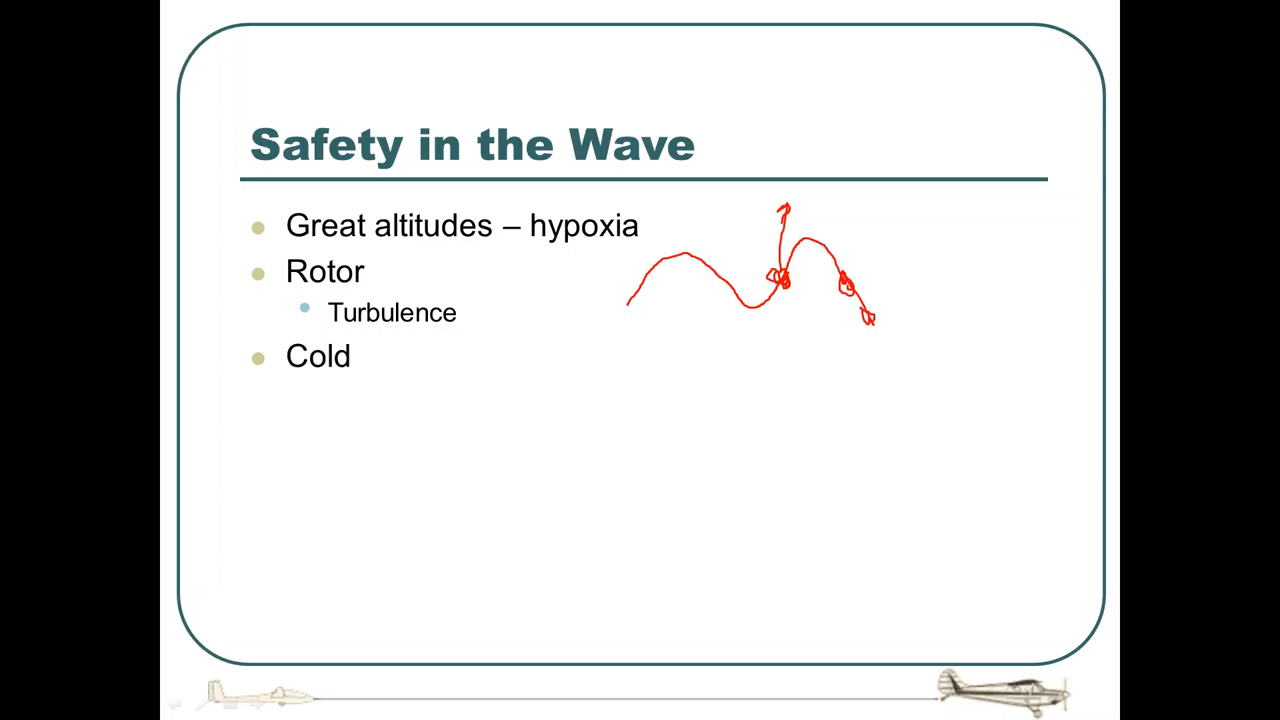 Safety in the Wave
Great altitudes – hypoxia
Rotor
Turbulence
Cold